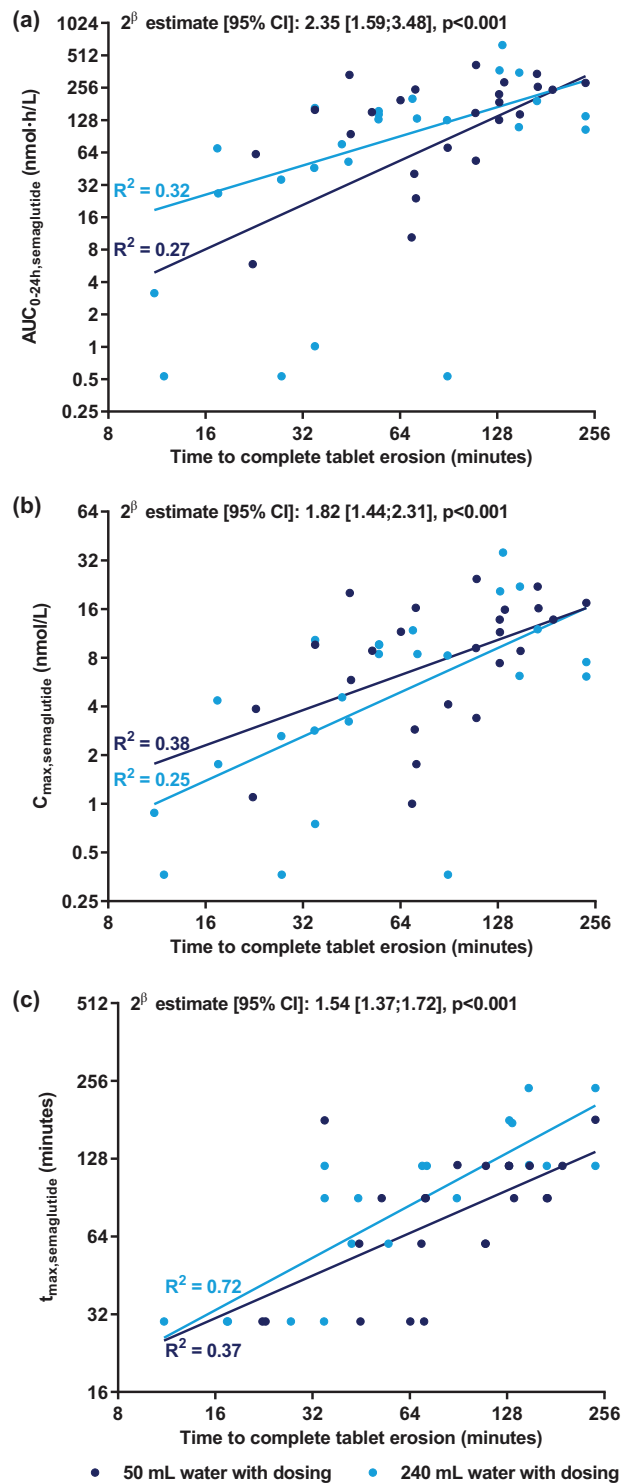 (a)
2^β estimate [95% CI]: 2.35 [1.59;3.48], p<0.001
AUC0-24h,semaglutide (nmol·h/L)
1024
512
256
128
64
32
16
8
4
2
1
0.5
0.25
R² = 0.32
R² = 0.27
8 16 32 64 128 256
Time to complete tablet erosion (minutes)
(b)
2^β estimate [95% CI]: 1.82 [1.44;2.31], p<0.001
Cmax,semaglutide (nmol/L)
64
32
16
8
4
2
1
0.5
0.25
R² = 0.38
R² = 0.25
8 16 32 64 128 256
Time to complete tablet erosion (minutes)
(c)
2^β estimate [95% CI]: 1.54 [1.37;1.72], p<0.001
tmax,semaglutide (minutes)
512
256
128
64
32
16
R² = 0.72
R² = 0.37
8 16 32 64 128 256
Time to complete tablet erosion (minutes)
50 mL water with dosing 240 mL water with dosing